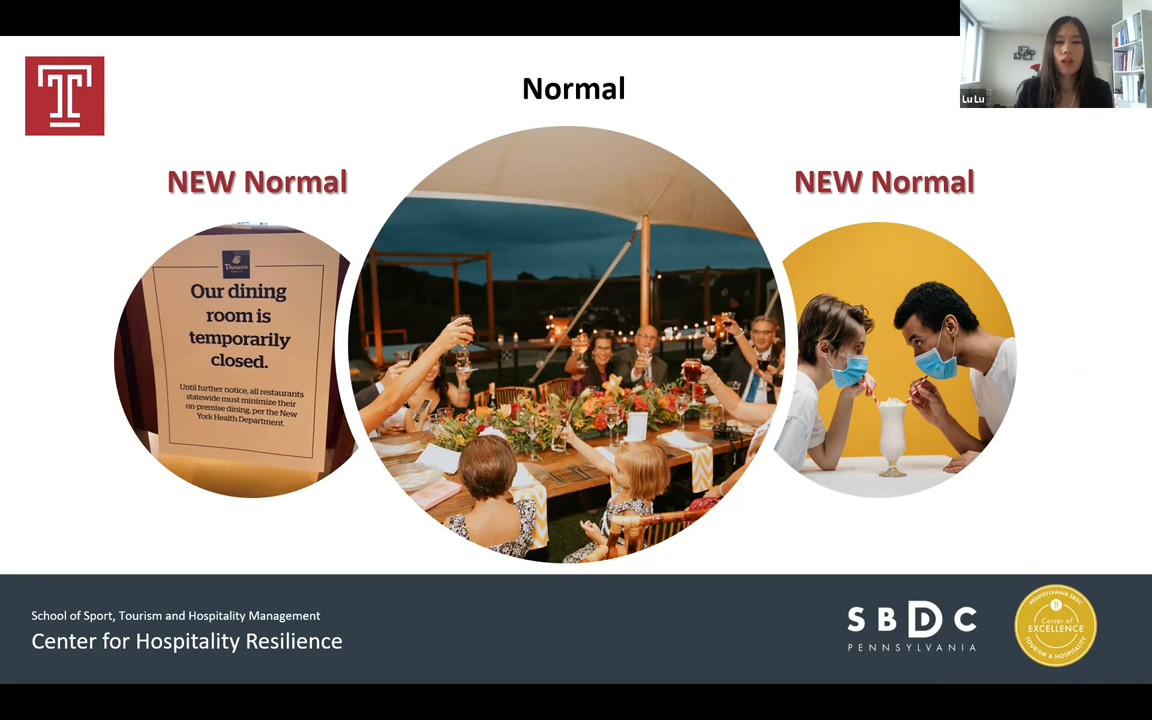 Normal
Lu Lu
NEW Normal
NEW Normal
Our dining
room is
temporarily
closed.
Until further notice, all restaurants
statewide must minimize their
on-premise dining, per the New
York Health Department.
School of Sport, Tourism and Hospitality Management
Center for Hospitality Resilience
SBDC
PENNSYLVANIA
PENNSYLVANIA SBDC
Center of
EXCELLENCE
TOURISM & HOSPITALITY